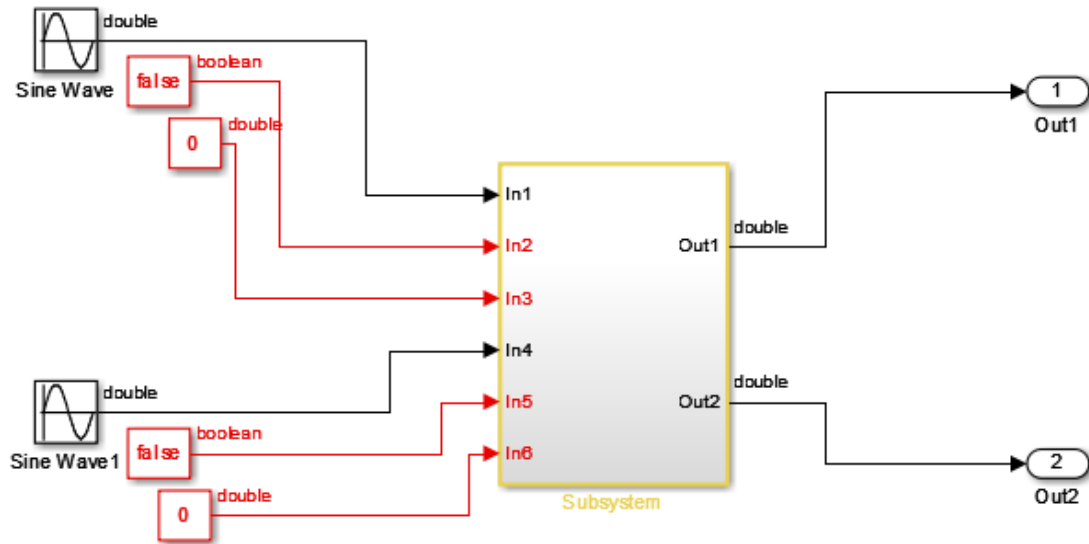 double
Sine Wave
boolean
false
double
0
1
Out1
In1
In2
Out1
double
In3
In4
double
Sine Wave1
boolean
false
In5
Out2
double
In6
double
0
Subsystem
2
Out2